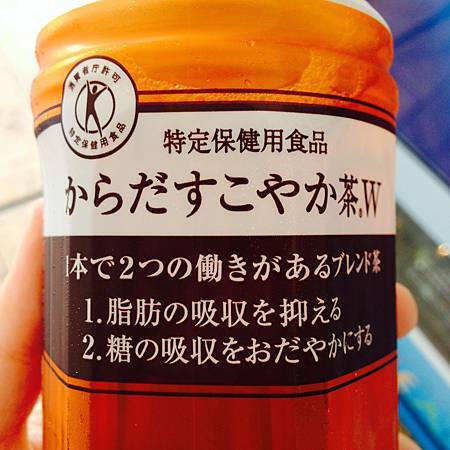 消費者庁許可
特定保健用食品
特定保健用食品
からだすこやか茶W
1本で2つの働きがあるブレンド茶
1.脂肪の吸収を抑える
2.糖の吸収をおだやかにする